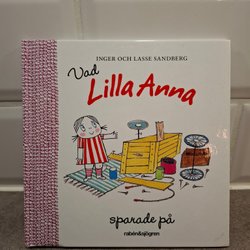 INGER OCH LASSE SANDBERG
Vad
Lilla Anna
sparade på
rabén&sjögren